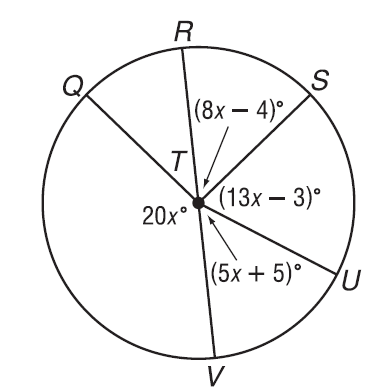 R
Q
S
(8x − 4)°
T
(13x − 3)°
20x°
(5x + 5)°
U
V